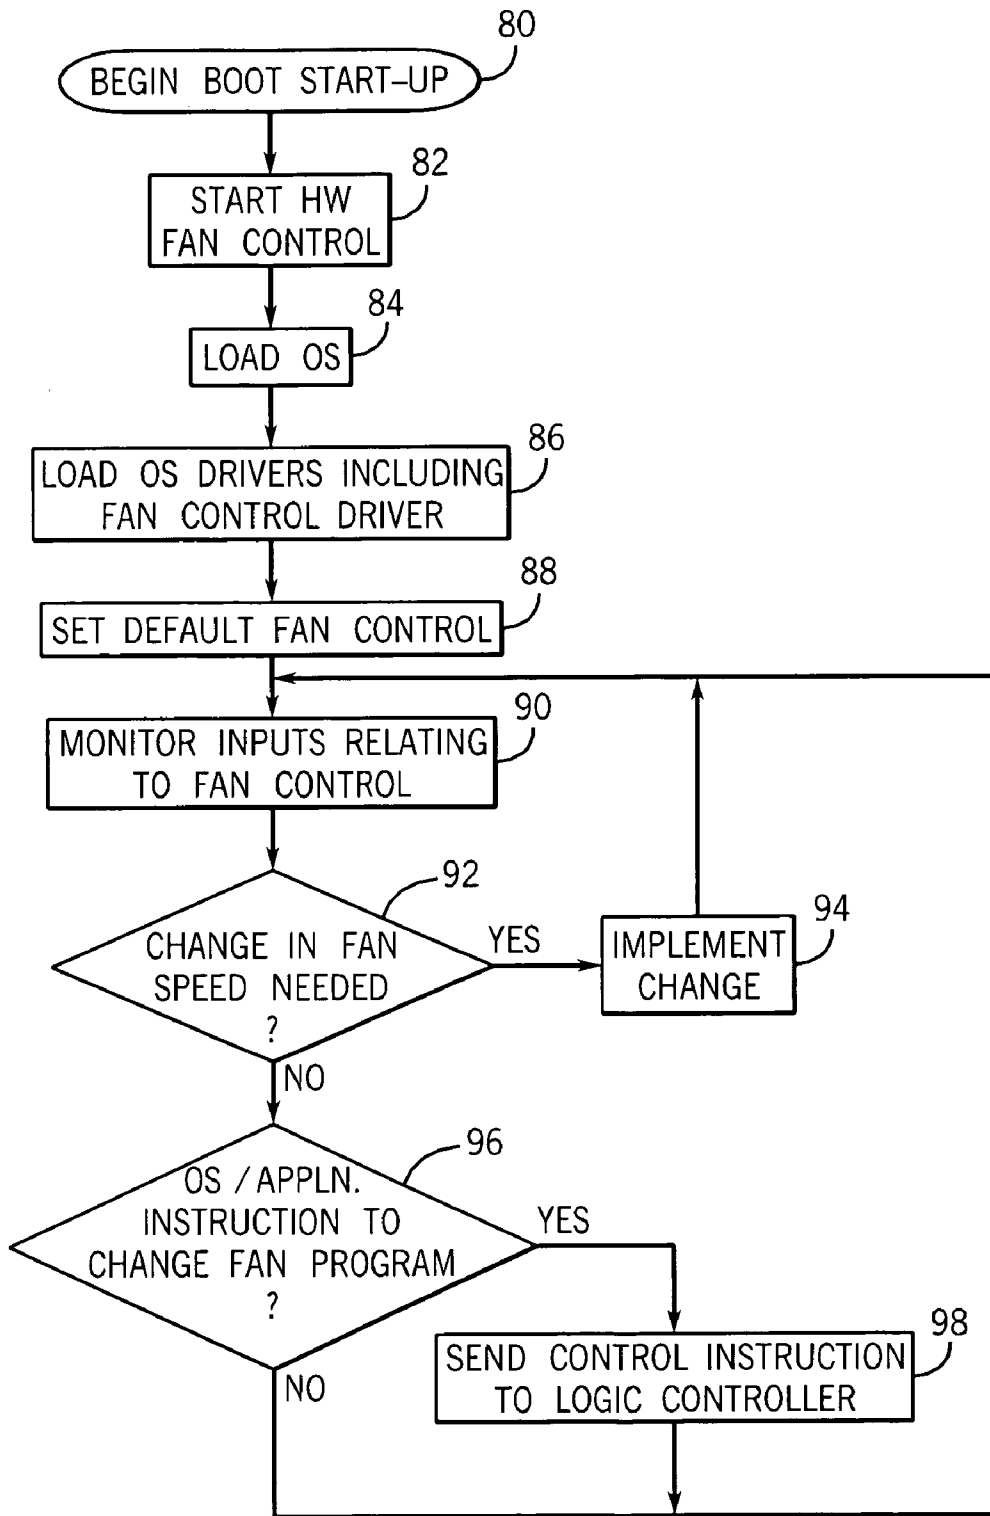 80
BEGIN BOOT START-UP
82
START HW
FAN CONTROL
84
LOAD OS
86
LOAD OS DRIVERS INCLUDING
FAN CONTROL DRIVER
88
SET DEFAULT FAN CONTROL
90
MONITOR INPUTS RELATING
TO FAN CONTROL
92
CHANGE IN FAN
SPEED NEEDED
?
YES
94
IMPLEMENT
CHANGE
NO
96
OS / APPLN.
INSTRUCTION TO
CHANGE FAN PROGRAM
?
YES
98
SEND CONTROL INSTRUCTION
TO LOGIC CONTROLLER
NO